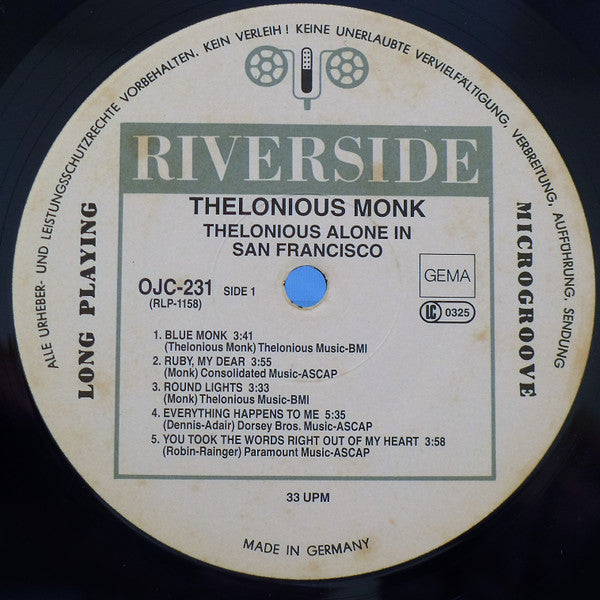 ALLE URHEBER- UND LEISTUNGSSCHUTZRECHTE VORBEHALTEN. KEIN VERLEIH! KEINE UNERLAUBTE VERVIELFÄLTIGUNG, VERBREITUNG, AUFFÜHRUNG, SENDUNG
RIVERSIDE
THELONIOUS MONK
THELONIOUS ALONE IN
SAN FRANCISCO
LONG PLAYING
MICROGROOVE
OJC-231 SIDE 1
(RLP-1158)
GEMA
LC 0325
1. BLUE MONK 3:41
(Thelonious Monk) Thelonious Music-BMI
2. RUBY, MY DEAR 3:55
(Monk) Consolidated Music-ASCAP
3. ROUND LIGHTS 3:33
(Monk) Thelonious Music-BMI
4. EVERYTHING HAPPENS TO ME 5:35
(Dennis-Adair) Dorsey Bros. Music-ASCAP
5. YOU TOOK THE WORDS RIGHT OUT OF MY HEART 3:58
(Robin-Rainger) Paramount Music-ASCAP
33 UPM
MADE IN GERMANY